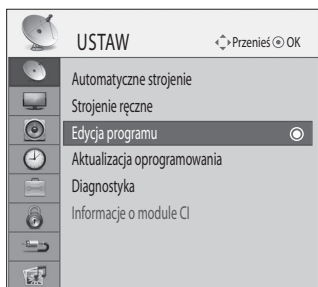 USTAW
Przenieś OK
Automatyczne strojenie
Strojenie ręczne
Edycja programu
Aktualizacja oprogramowania
Diagnostyka
Informacje o module CI